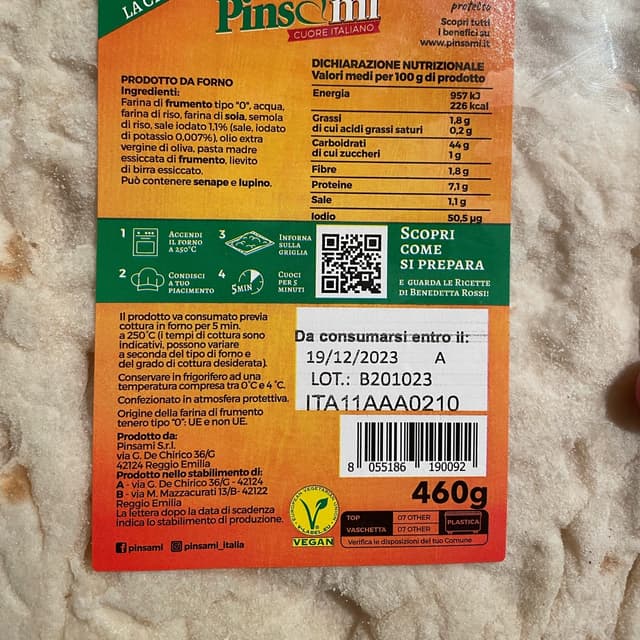 Pinsami
CUORE ITALIANO
protetto
Scopri tutti
i benefici su
www.pinsami.it
PRODOTTO DA FORNO
Ingredienti:
Farina di frumento tipo "0", acqua,
farina di riso, farina di soia, semola
di riso, sale iodato 1,1% (sale, iodato
di potassio 0,007%), olio extra
vergine di oliva, pasta madre
essiccata di frumento, lievito
di birra essiccato.
Può contenere senape e lupino.
DICHIARAZIONE NUTRIZIONALE
Valori medi per 100 g di prodotto
Energia 957 kJ
226 kcal
Grassi 1,8 g
di cui acidi grassi saturi 0,2 g
Carboidrati 44 g
di cui zuccheri 1 g
Fibre 1,8 g
Proteine 7,1 g
Sale 1,1 g
Iodio 50,5 µg
1 ACCENDI
IL FORNO
A 250°C
2 CONDISCI
A TUO
PIACIMENTO
3 INFORNA
SULLA
GRIGLIA
4 5MIN CUOCI
PER 5
MINUTI
SCOPRI
COME
SI PREPARA
E GUARDA LE RICETTE
DI BENEDETTA ROSSI!
Il prodotto va consumato previa
cottura in forno per 5 min.
a 250°C (i tempi di cottura sono
indicativi, possono variare
a seconda del tipo di forno e
del grado di cottura desiderata).
Conservare in frigorifero ad una
temperatura compresa tra 0°C e 4°C.
Confezionato in atmosfera protettiva.
Origine della farina di frumento
tenero tipo "0": UE e non UE.
Prodotto da:
Pinsami S.r.l.
via G. De Chirico 36/G
42124 Reggio Emilia
Prodotto nello stabilimento di:
A - via G. De Chirico 36/G - 42124
B - via M. Mazzacurati 13/B- 42122
Reggio Emilia
La lettera dopo la data di scadenza
indica lo stabilimento di produzione.
pinsami pinsami_italia
Da consumarsi entro il:
19/12/2023 A
LOT.: B201023
ITA11AAA0210
8 055186 190092
460g
VEGAN
TOP 07 OTHER
VASCHETTA 07 OTHER
PLASTICA
Verifica le disposizioni del tuo Comune